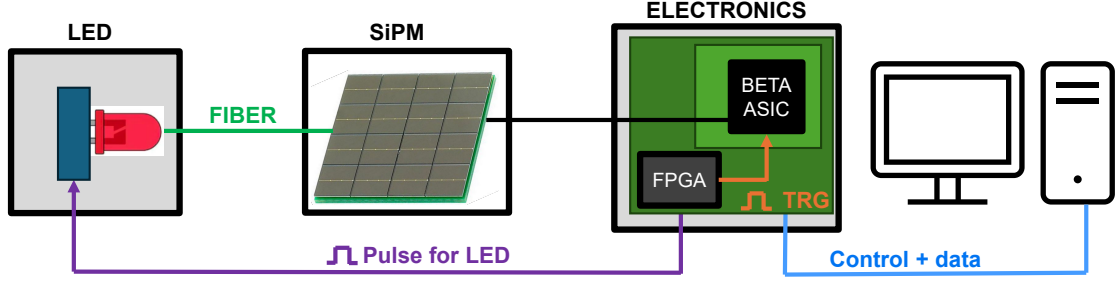 LED
SiPM
ELECTRONICS
FIBER
BETA
ASIC
FPGA
TRG
Pulse for LED
Control + data